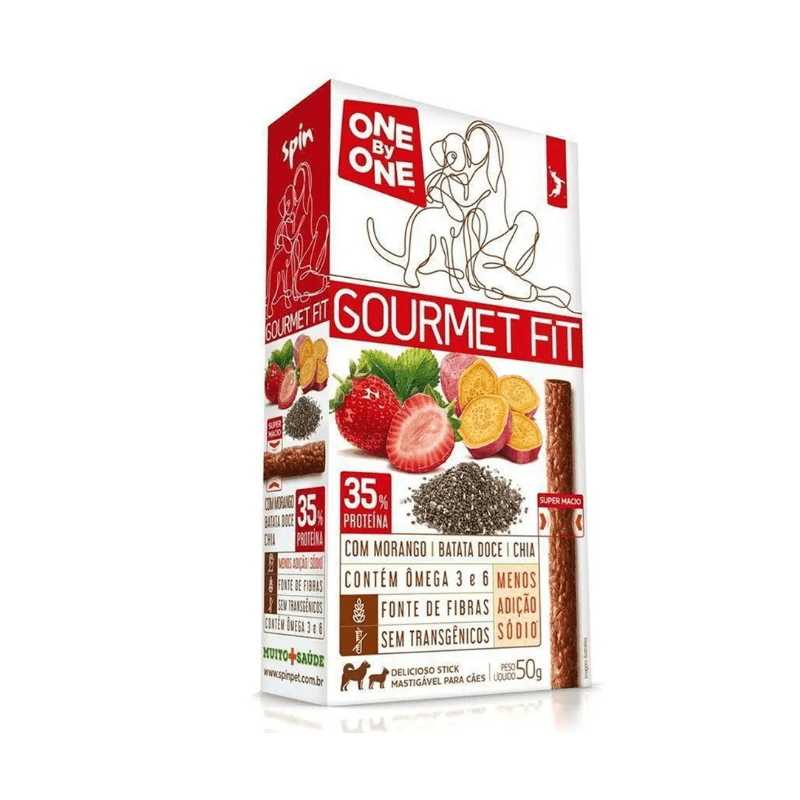 spin
GOURMET FiT
SUPER
MACIO
COM MORANGO
BATATA DOCE
CHIA
35%
PROTEÍNA
MENOS ADIÇÃO SÓDIO*
FONTE DE FIBRAS
SEM TRANSGÊNICOS
CONTÉM ÔMEGA 3 e 6
MUITO+SAÚDE
www.spinpet.com.br
ONE
By
ONE™
GOURMET FiT
35%
PROTEÍNA
SUPER MACIO
COM MORANGO | BATATA DOCE | CHIA
CONTÉM ÔMEGA 3 e 6
FONTE DE FIBRAS
SEM TRANSGÊNICOS
MENOS
ADIÇÃO
SÓDIO*
DELICIOSO STICK
MASTIGÁVEL PARA CÃES
PESO
LÍQUIDO 50g